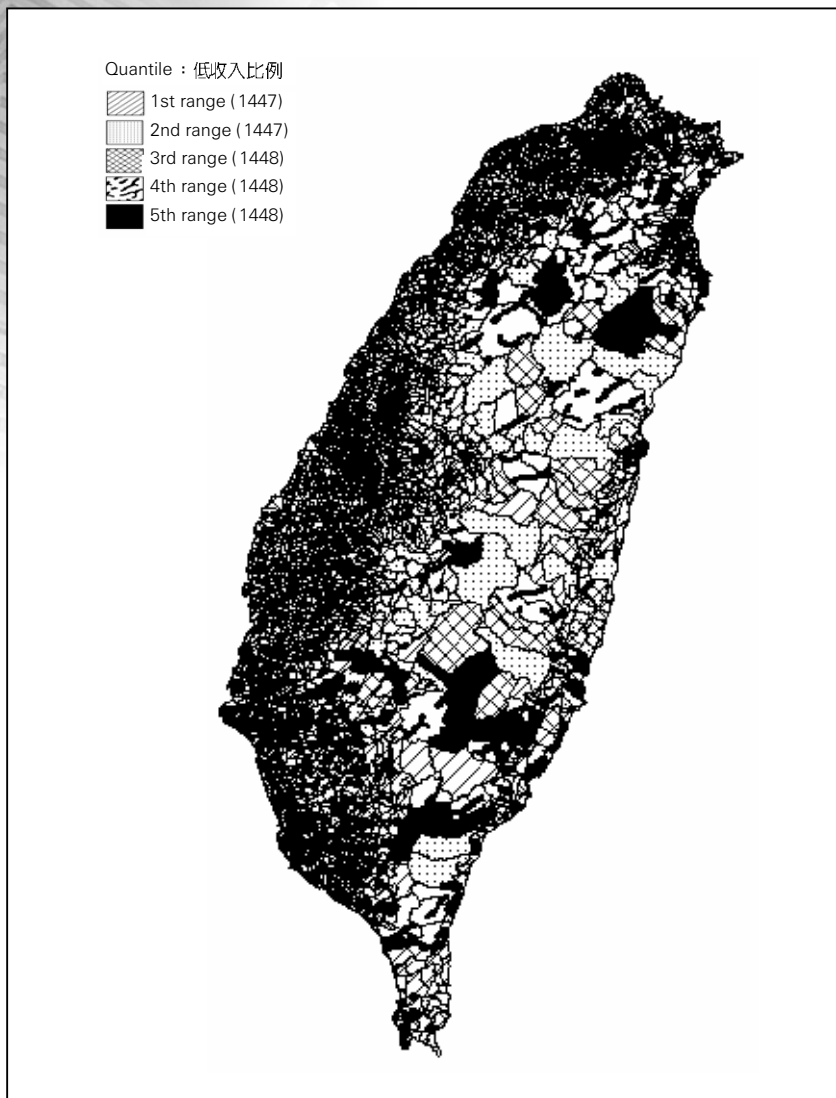 Quantile：低收入比例
1st range (1447)
2nd range (1447)
3rd range (1448)
4th range (1448)
5th range (1448)